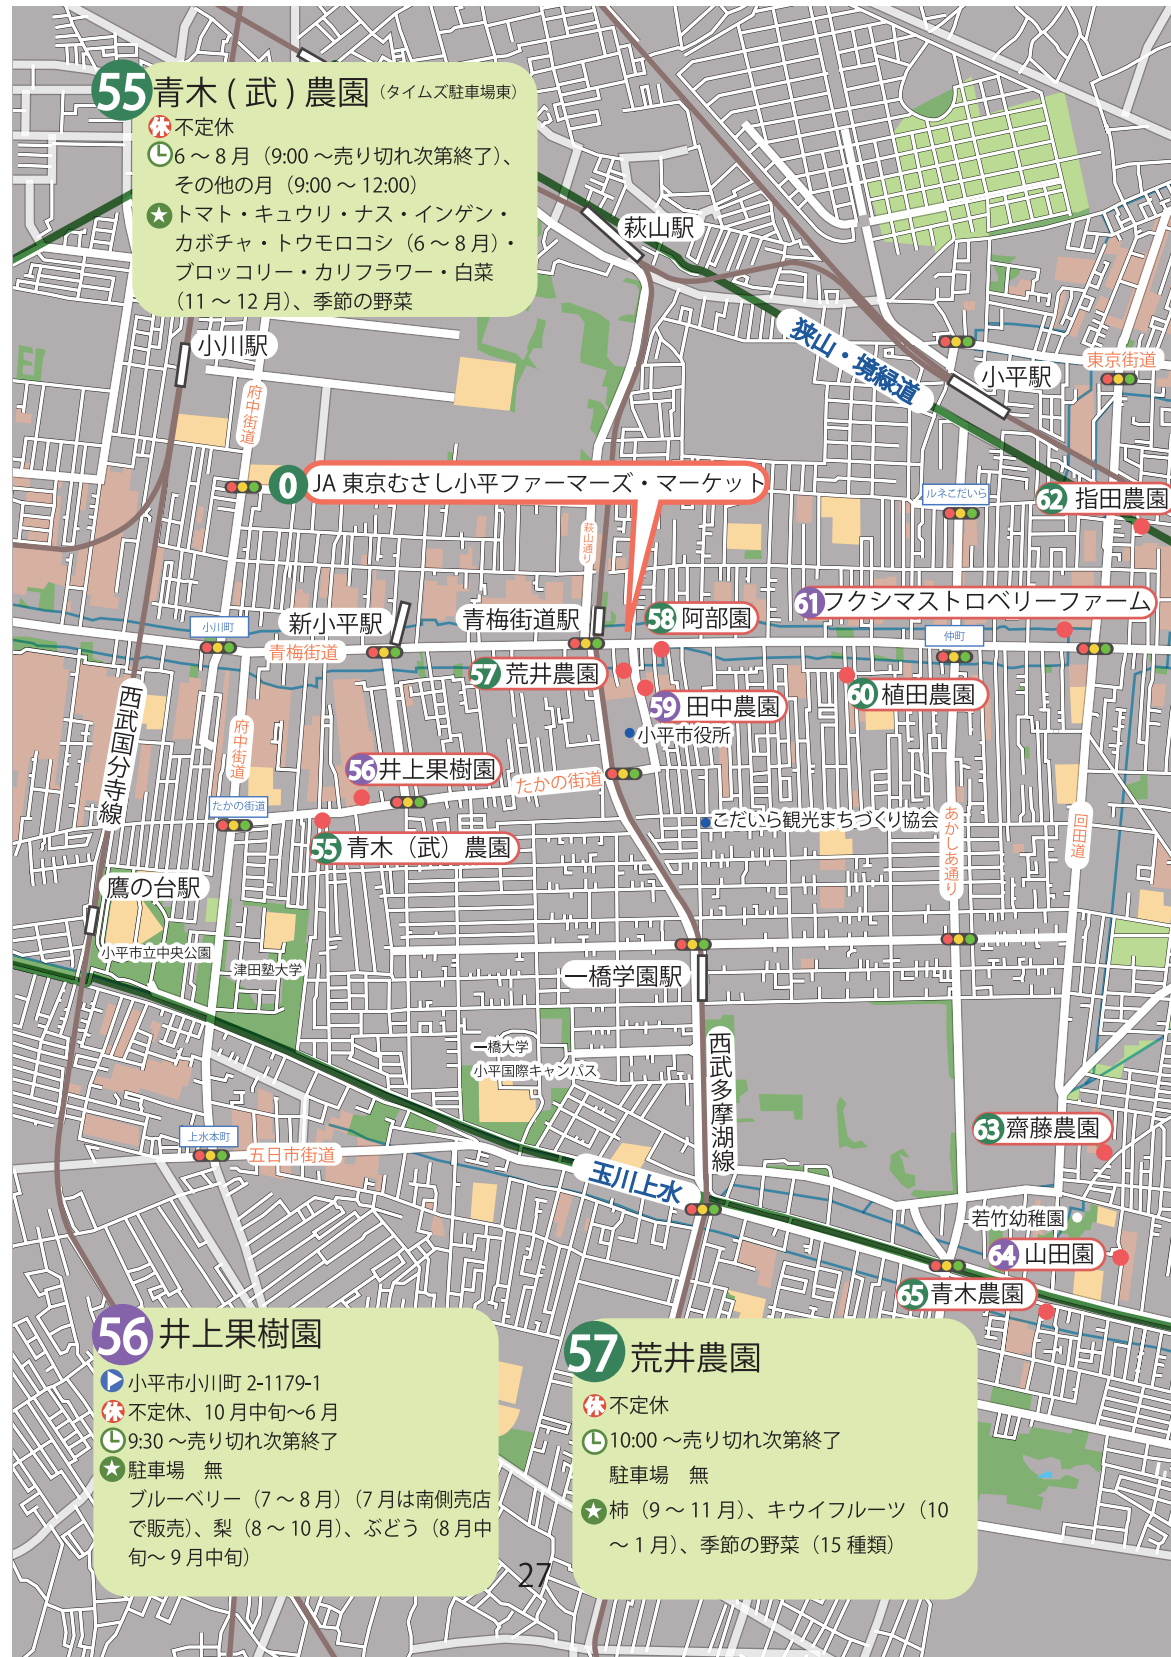 55 青木 ( 武 ) 農園 (タイムズ駐車場東)
休 不定休
6 ～ 8 月（9:00 ～売り切れ次第終了）、
その他の月（9:00 ～ 12:00）
トマト・キュウリ・ナス・インゲン・
カボチャ・トウモロコシ（6 ～ 8 月）・
ブロッコリー・カリフラワー・白菜
（11 ～ 12 月）、季節の野菜
萩山駅
狭山・境緑道
小川駅
小平駅
東京街道
府中街道
0 JA 東京むさし小平ファーマーズ・マーケット
ルネこだいら
62 指田農園
萩山通り
61 フクシマストロベリーファーム
新小平駅
青梅街道駅
58 阿部園
小川町
青梅街道
仲町
57 荒井農園
59 田中農園
60 植田農園
西武国分寺線
府中街道
小平市役所
56 井上果樹園
たかの街道
たかの街道
こだいら観光まちづくり協会
あかしあ通り
回田道
55 青木（武）農園
鷹の台駅
小平市立中央公園
津田塾大学
一橋学園駅
一橋大学
小平国際キャンパス
西武多摩湖線
63 齋藤農園
上水本町
五日市街道
玉川上水
若竹幼稚園
64 山田園
65 青木農園
56 井上果樹園
小平市小川町 2-1179-1
休 不定休、10 月中旬～6 月
9:30 ～売り切れ次第終了
駐車場　無
ブルーベリー（7 ～ 8 月）（7 月は南側売店
で販売）、梨（8 ～ 10 月）、ぶどう（8 月中
旬～ 9 月中旬）
57 荒井農園
休 不定休
10:00 ～売り切れ次第終了
駐車場　無
柿（9 ～ 11 月）、キウイフルーツ（10
～ 1 月）、季節の野菜（15 種類）
27